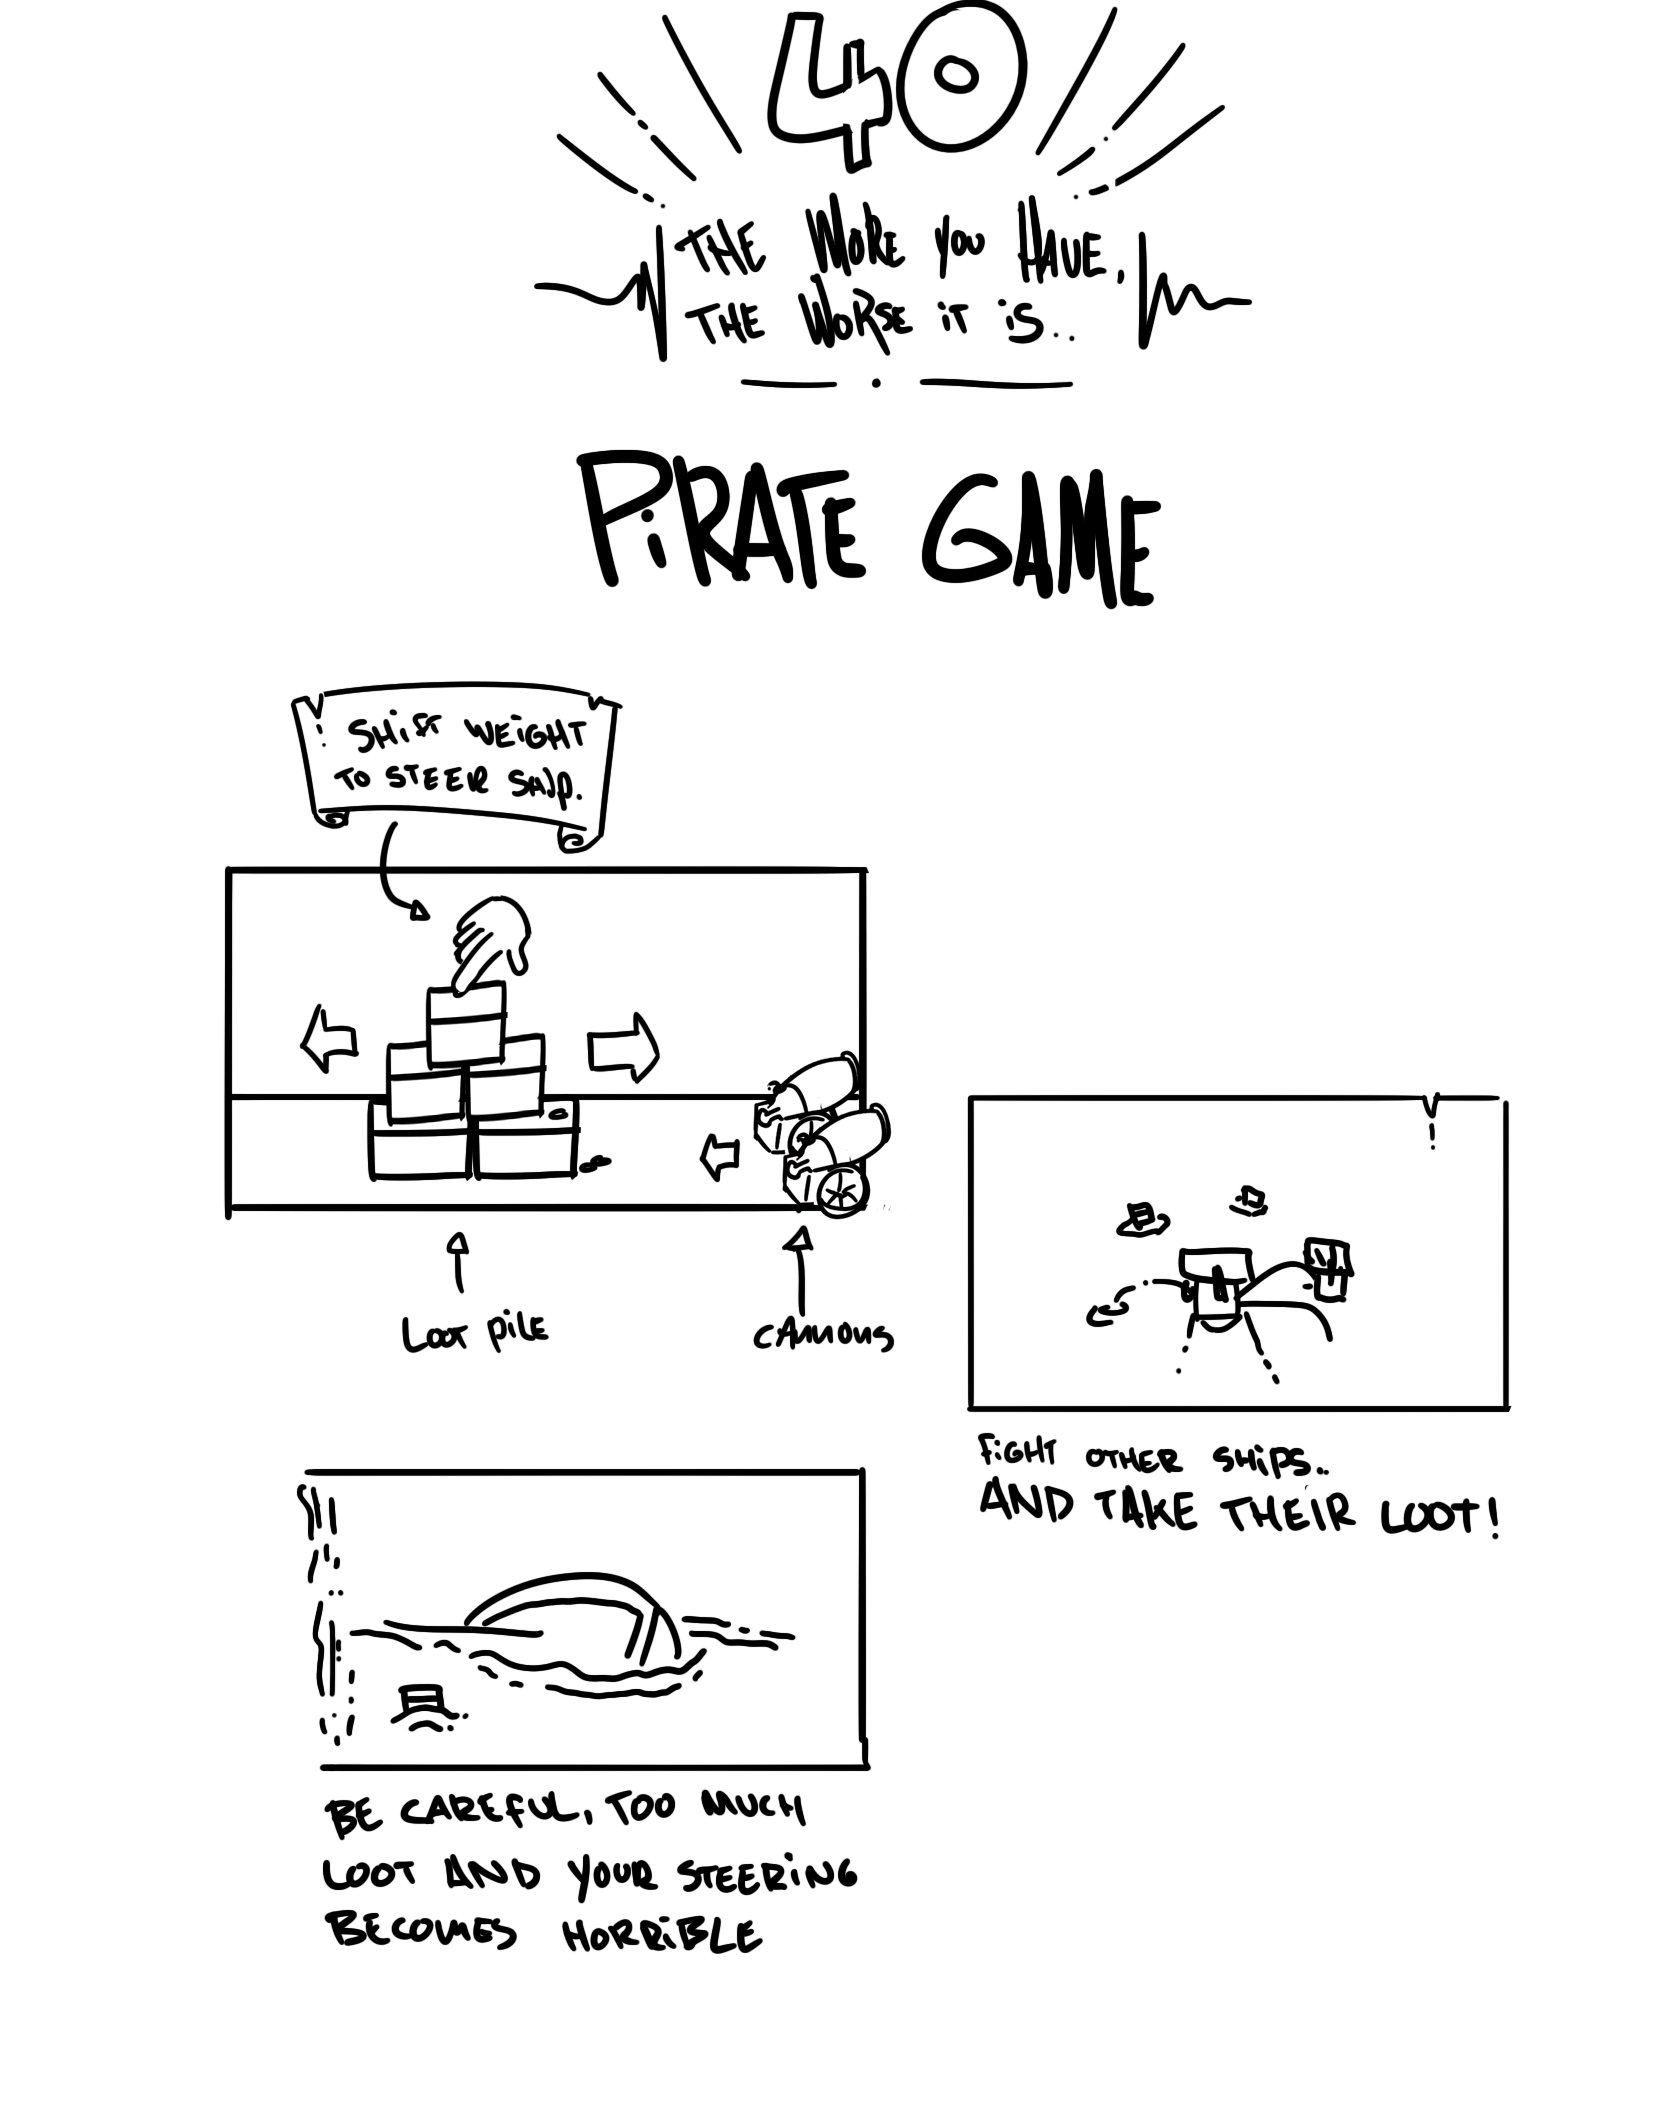 40
THE MORE YOU HAVE,
THE WORSE iT iS..
PiRATE GAME
SHiFT WEiGHT
TO STEER SHip.
LOOT PiLE
CANNONS
FiGHT OTHER SHiPS..
AND TAKE THEiR LOOT!
BE CAREFUL, TOO MUCH
LOOT AND YOUR STEERiNG
BECOMES HORRiBLE